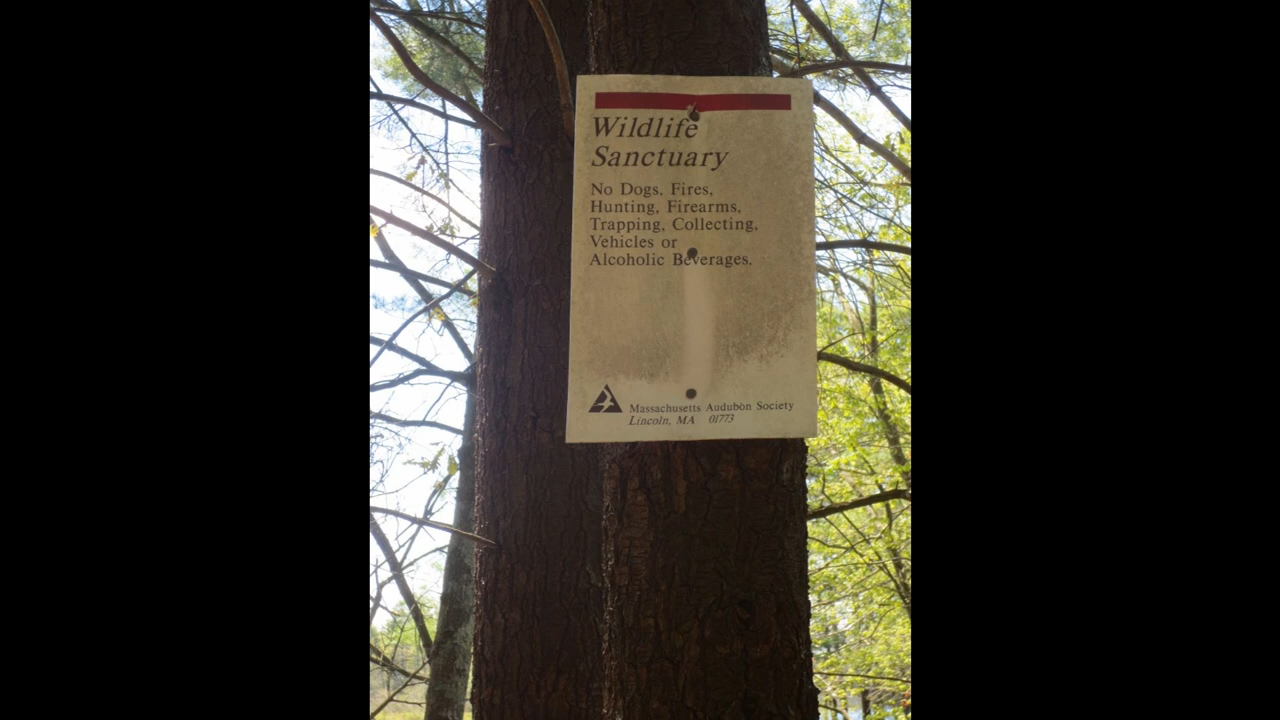 Wildlife
Sanctuary
No Dogs, Fires,
Hunting, Firearms,
Trapping, Collecting,
Vehicles or
Alcoholic Beverages.
Massachusetts Audubon Society
Lincoln, MA 01773